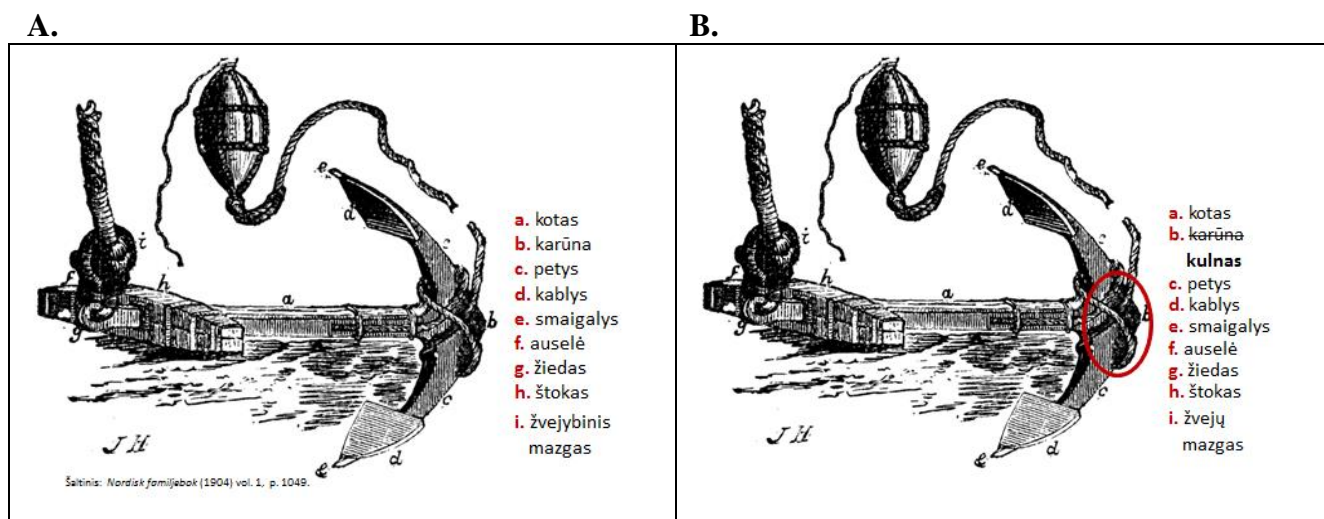 A.
e.
d
c
i
f
h
a
g
b
c
d
e
J H
a. kotas
b. karūna
c. petys
d. kablys
e. smaigalys
f. auselė
g. žiedas
h. štokas
i. žvejybinis
mazgas
Šaltinis: Nordisk familjebok (1904) vol. 1, p. 1049.
B.
e.
d
c
i
f
h
a
g
b
c
d
e
J H
a. kotas
b. karūna
kulnas
c. petys
d. kablys
e. smaigalys
f. auselė
g. žiedas
h. štokas
i. žvejų
mazgas